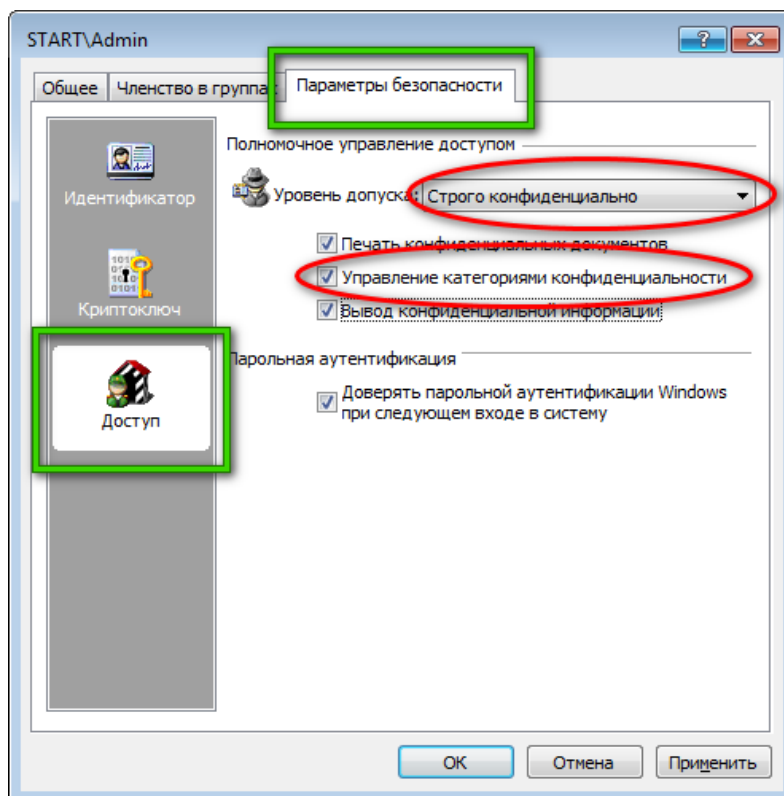 START\Admin
Общее
Членство в группах
Параметры безопасности
Идентификатор
Криптоключ
Доступ
Полномочное управление доступом
Уровень допуска:
Строго конфиденциально
Печать конфиденциальных документов
Управление категориями конфиденциальности
Вывод конфиденциальной информации
Парольная аутентификация
Доверять парольной аутентификации Windows
при следующем входе в систему
ОК
Отмена
Применить